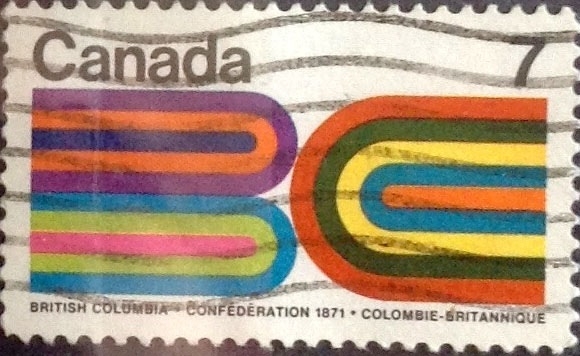 Canada 7
BRITISH COLUMBIA • CONFÉDÉRATION 1871 • COLOMBIE-BRITANNIQUE